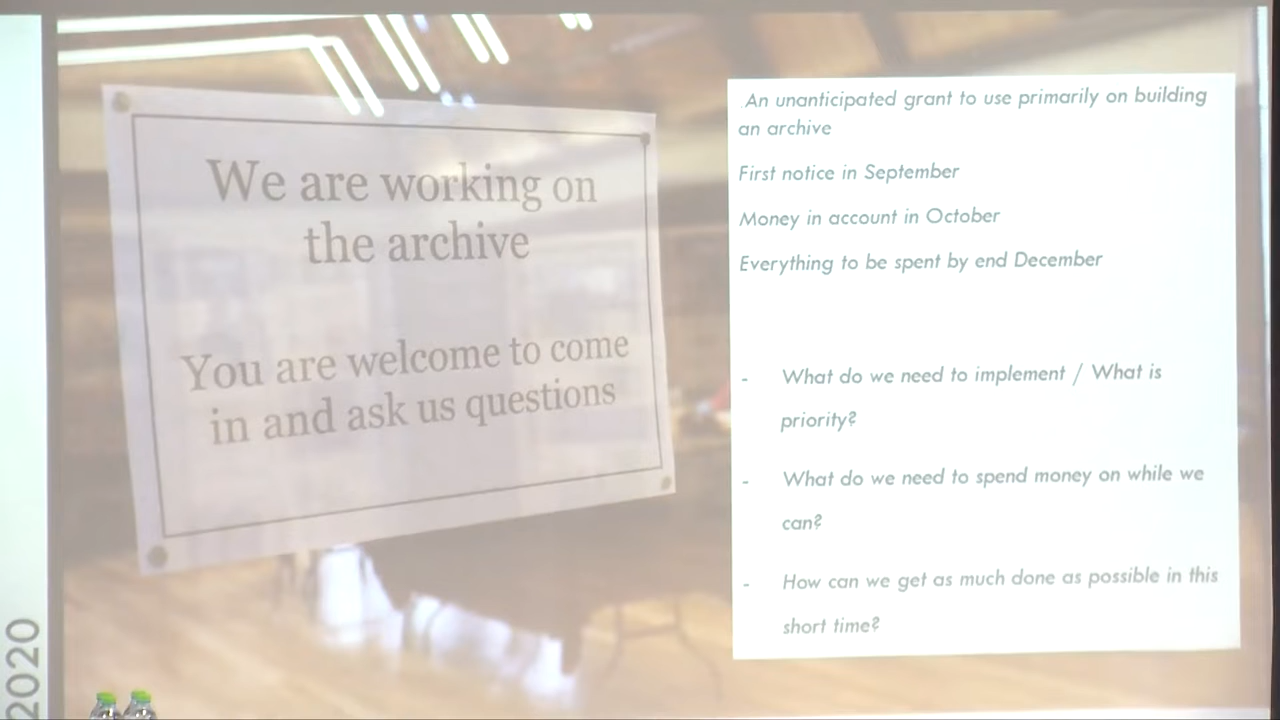 We are working on
the archive
You are welcome to come
in and ask us questions
An unanticipated grant to use primarily on building
an archive
First notice in September
Money in account in October
Everything to be spent by end December
- What do we need to implement / What is
priority?
- What do we need to spend money on while we
can?
- How can we get as much done as possible in this
short time?
2020